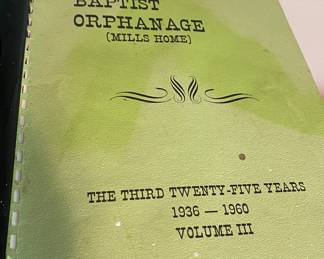 BAPTIST
ORPHANAGE
(MILLS HOME)
THE THIRD TWENTY-FIVE YEARS
1936 — 1960
VOLUME III